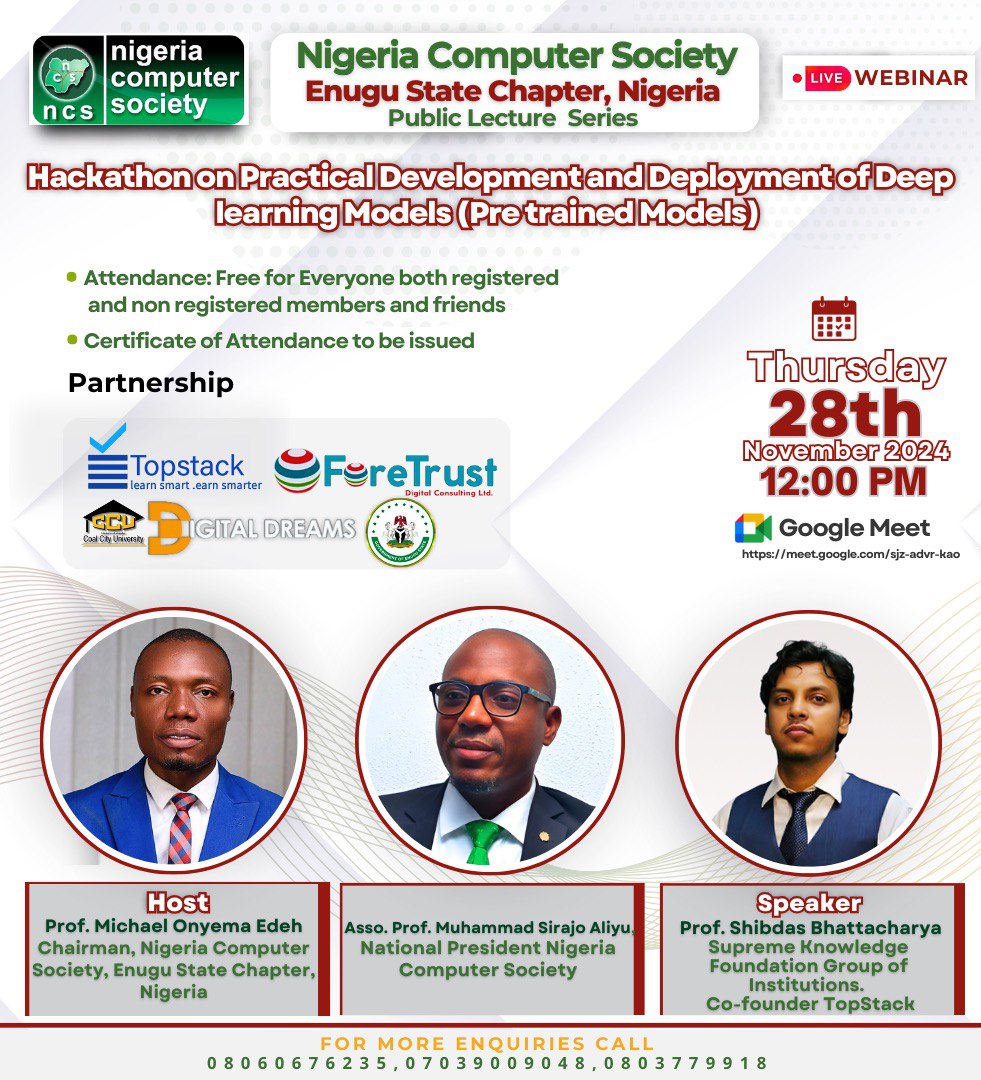 nigeria
computer
society
ncs
ncs
Nigeria Computer Society
Enugu State Chapter, Nigeria
Public Lecture Series
LIVE WEBINAR
Hackathon on Practical Development and Deployment of Deep
learning Models (Pre trained Models)
Attendance: Free for Everyone both registered
and non registered members and friends
Certificate of Attendance to be issued
Partnership
Topstack
learn smart .earn smarter
ForeTrust
Digital Consulting Ltd.
CCU
Coal City University
DIGITAL DREAMS
Thursday
28th
November 2024
12:00 PM
Google Meet
https://meet.google.com/sjz-advr-kao
Host
Prof. Michael Onyema Edeh
Chairman, Nigeria Computer
Society, Enugu State Chapter,
Nigeria
Asso. Prof. Muhammad Sirajo Aliyu,
National President Nigeria
Computer Society
Speaker
Prof. Shibdas Bhattacharya
Supreme Knowledge
Foundation Group of
Institutions.
Co-founder TopStack
FOR MORE ENQUIRIES CALL
08060676235,07039009048,0803779918